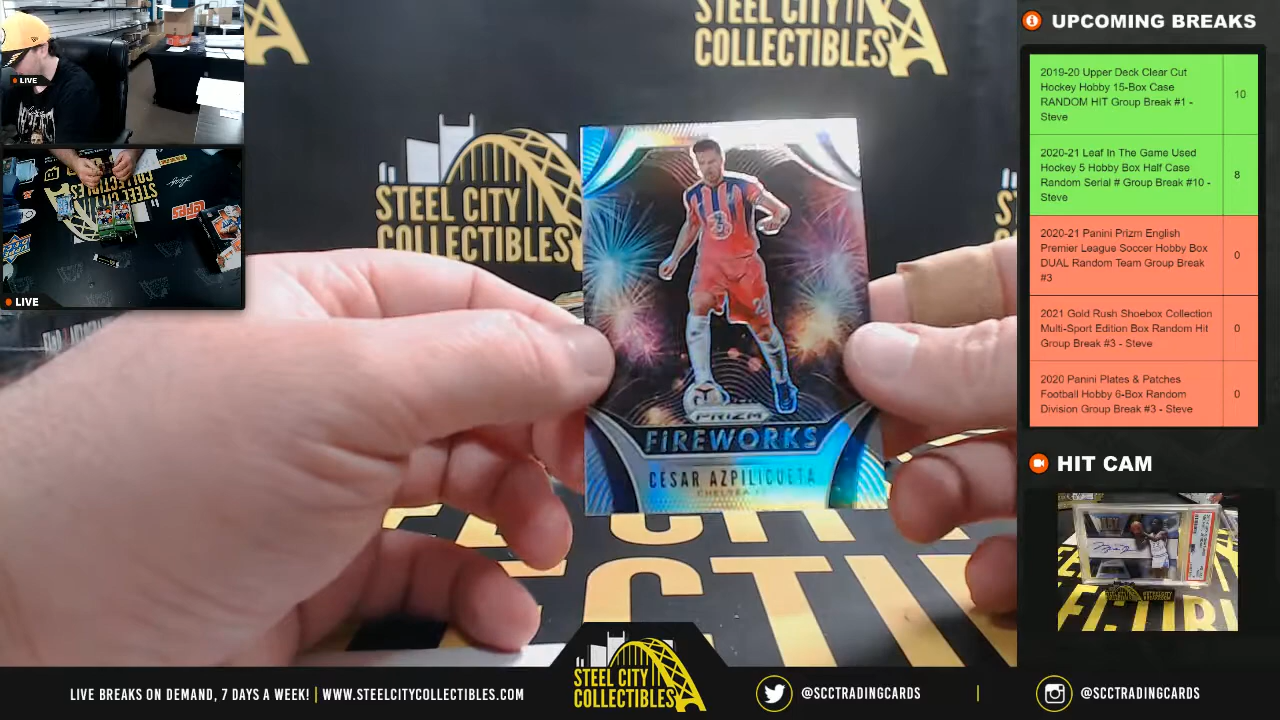 LIVE
LIVE
STEEL CITY
COLLECTIBLES
STEEL CITY
COLLECTIBLES
PRIZM
FIREWORKS
CESAR AZPILICUETA
CHELSEA
UPCOMING BREAKS
2019-20 Upper Deck Clear Cut
Hockey Hobby 15-Box Case
RANDOM HIT Group Break #1 -
Steve
10
2020-21 Leaf In The Game Used
Hockey 5 Hobby Box Half Case
Random Serial # Group Break #10 -
Steve
8
2020-21 Panini Prizm English
Premier League Soccer Hobby Box
DUAL Random Team Group Break
#3
0
2021 Gold Rush Shoebox Collection
Multi-Sport Edition Box Random Hit
Group Break #3 - Steve
0
2020 Panini Plates & Patches
Football Hobby 6-Box Random
Division Group Break #3 - Steve
0
HIT CAM
LIVE BREAKS ON DEMAND, 7 DAYS A WEEK! | WWW.STEELCITYCOLLECTIBLES.COM
STEEL CITY
COLLECTIBLES
@SCCTRADINGCARDS
@SCCTRADINGCARDS